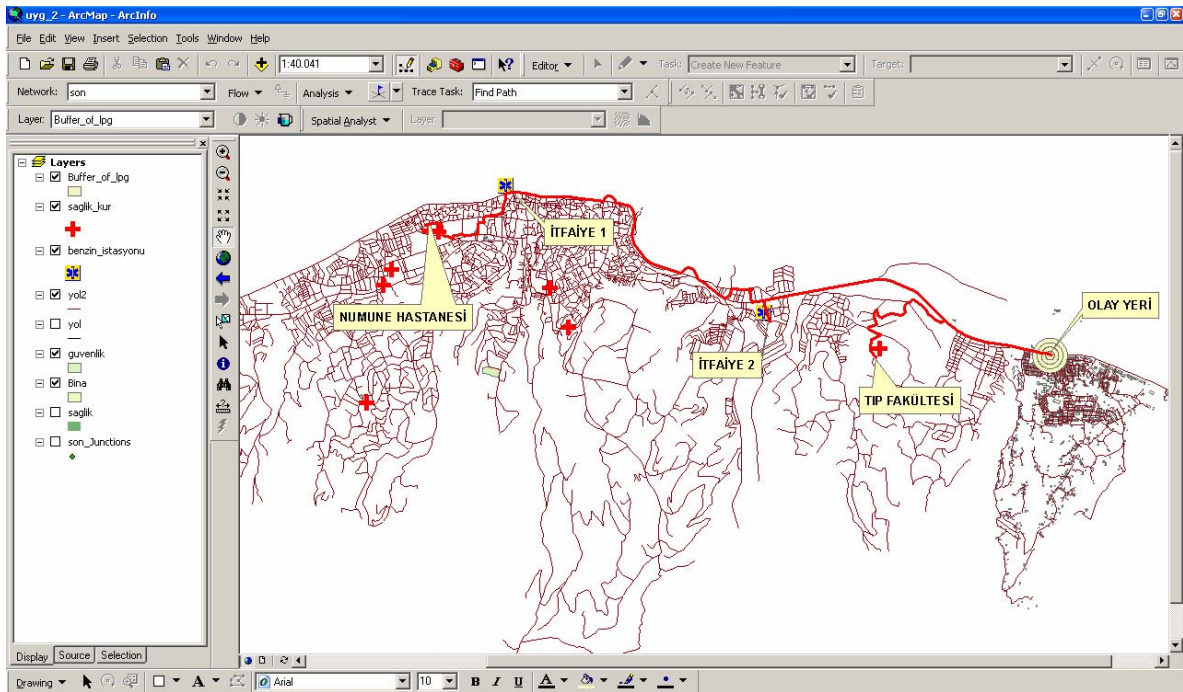 uyg_2 - ArcMap - ArcInfo
File Edit View Insert Selection Tools Window Help
1:40.041 Editor Task: Create New Feature Target:
Network: son Flow Analysis Trace Task: Find Path
Layer: Buffer_of_lpg Spatial Analyst Layer:
Layers
Buffer_of_lpg
saglik_kur
benzin_istasyonu
yol2
yol
guvenlik
Bina
saglik
son_Junctions
İTFAİYE 1
NUMUNE HASTANESİ
OLAY YERİ
İTFAİYE 2
TIP FAKÜLTESİ
Display Source Selection
Drawing A Arial 10 B I U A